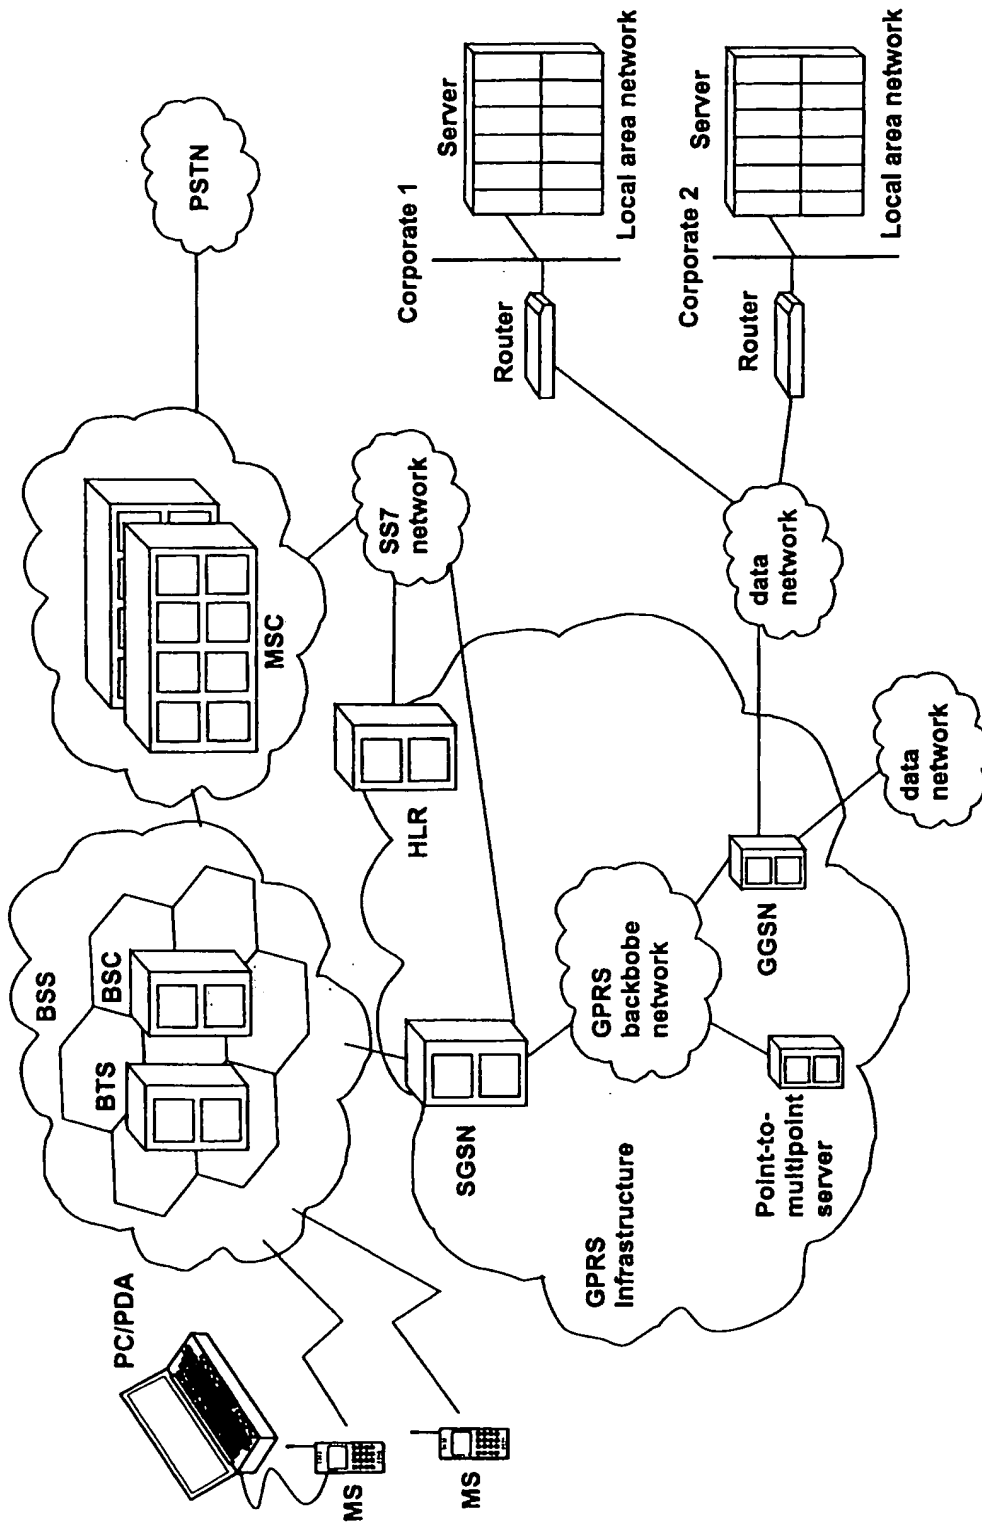 PC/PDA
MS
MS
BSS
BTS
BSC
MSC
PSTN
SS7
network
HLR
SGSN
GPRS
Infrastructure
GPRS
backbobe
network
Point-to-
multipoint
server
GGSN
data
network
data
network
Corporate 1
Router
Server
Local area network
Corporate 2
Router
Server
Local area network